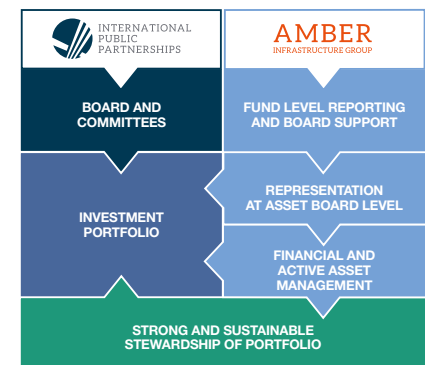 INTERNATIONAL
PUBLIC
PARTNERSHIPS
AMBER
INFRASTRUCTURE GROUP
BOARD AND
COMMITTEES
FUND LEVEL REPORTING
AND BOARD SUPPORT
INVESTMENT
PORTFOLIO
REPRESENTATION
AT ASSET BOARD LEVEL
FINANCIAL AND
ACTIVE ASSET
MANAGEMENT
STRONG AND SUSTAINABLE
STEWARDSHIP OF PORTFOLIO